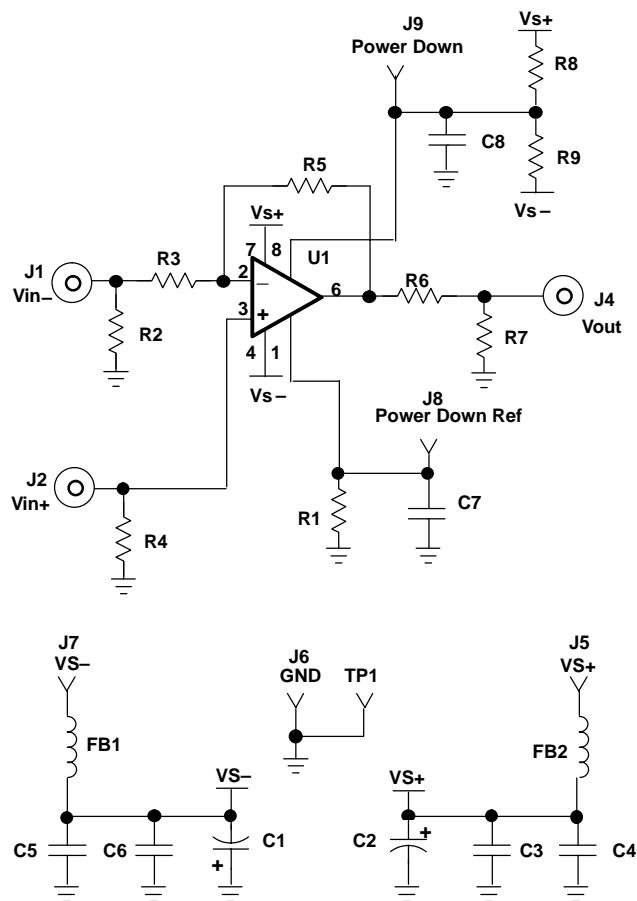 J9
Power Down
Vs+
R8
C8
R9
Vs−
R5
Vs+
7 8
U1
J1
Vin−
R3
2
−
6
R6
J4
Vout
3
+
R2
R7
4 1
Vs−
J8
Power Down Ref
J2
Vin+
R4
R1
C7
J7
VS−
J6
GND
TP1
J5
VS+
FB1
FB2
VS−
VS+
C5
C6
C1
+
C2
+
C3
C4